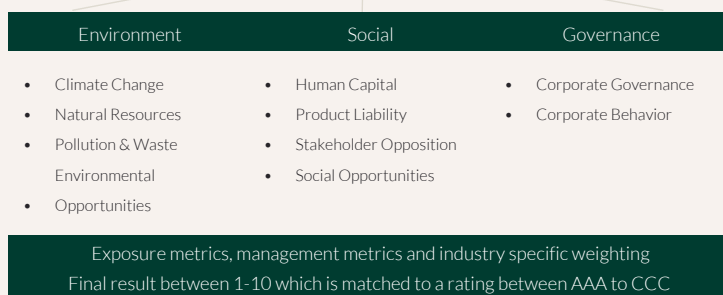 Environment
Social
Governance
• Climate Change
• Natural Resources
• Pollution & Waste
Environmental
• Opportunities
• Human Capital
• Product Liability
• Stakeholder Opposition
• Social Opportunities
• Corporate Governance
• Corporate Behavior
Exposure metrics, management metrics and industry specific weighting
Final result between 1-10 which is matched to a rating between AAA to CCC